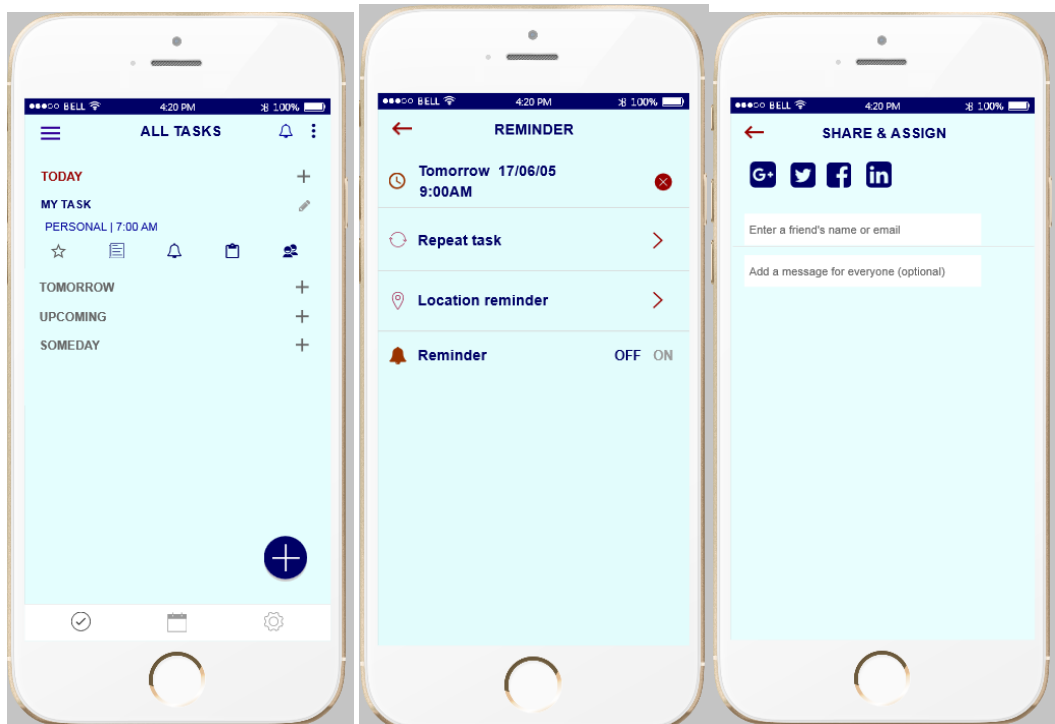 ●●●○○ BELL 4:20 PM 100%
ALL TASKS
TODAY
MY TASK
PERSONAL | 7:00 AM
TOMORROW
UPCOMING
SOMEDAY
●●●○○ BELL 4:20 PM 100%
REMINDER
Tomorrow 17/06/05
9:00AM
Repeat task
Location reminder
Reminder OFF ON
●●●○○ BELL 4:20 PM 100%
SHARE & ASSIGN
G+ f in
Enter a friend's name or email
Add a message for everyone (optional)